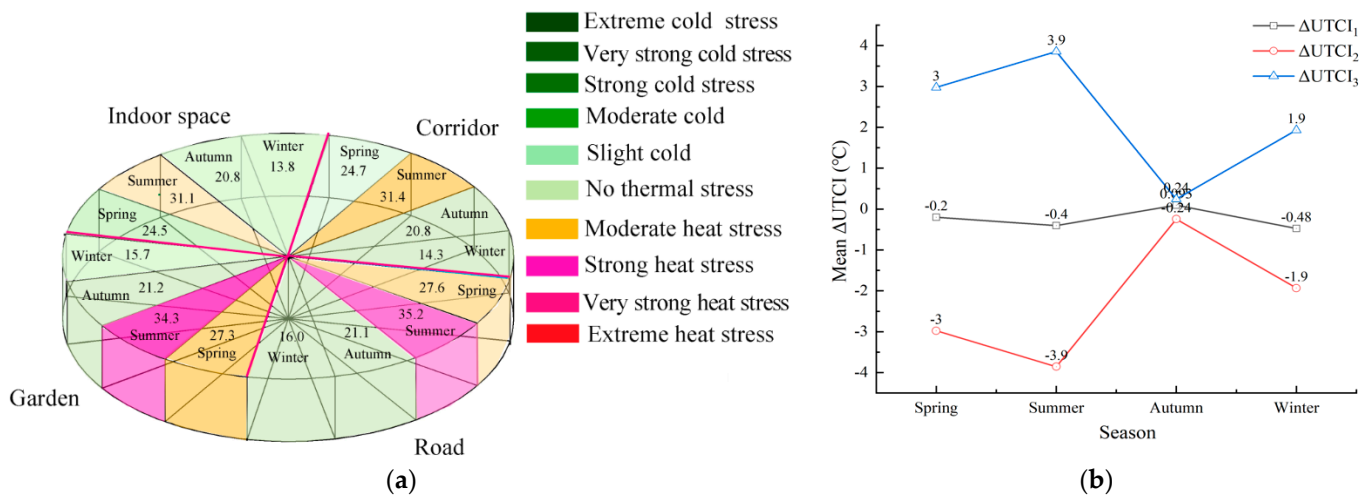 Extreme cold stress
Very strong cold stress
Strong cold stress
Moderate cold
Slight cold
No thermal stress
Moderate heat stress
Strong heat stress
Very strong heat stress
Extreme heat stress
Indoor space
Corridor
Garden
Road
Spring
24.5
Summer
31.1
Autumn
20.8
Winter
13.8
Spring
24.7
Summer
31.4
Autumn
20.8
Winter
14.3
Spring
27.6
Summer
35.2
Autumn
21.1
Winter
16.0
Spring
27.3
Summer
34.3
Autumn
21.2
Winter
15.7
(a)
ΔUTCI1
ΔUTCI2
ΔUTCI3
Mean ΔUTCI (°C)
4
3
2
1
0
-1
-2
-3
-4
3
3.9
0.24
1.9
-0.2
-0.4
0.095
-0.48
-3
-3.9
-0.24
-1.9
Spring
Summer
Autumn
Winter
Season
(b)